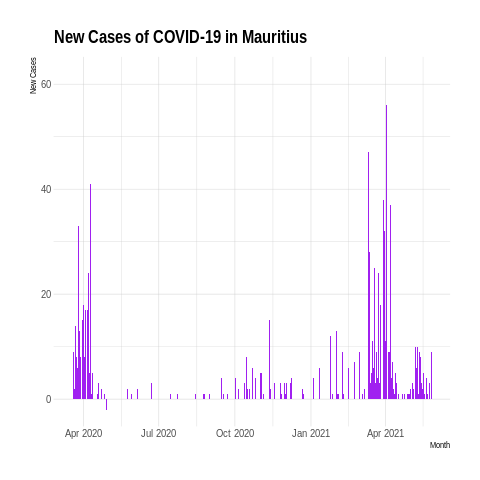 New Cases of COVID-19 in Mauritius
New Cases
60
40
20
0
Apr 2020
Jul 2020
Oct 2020
Jan 2021
Apr 2021
Month